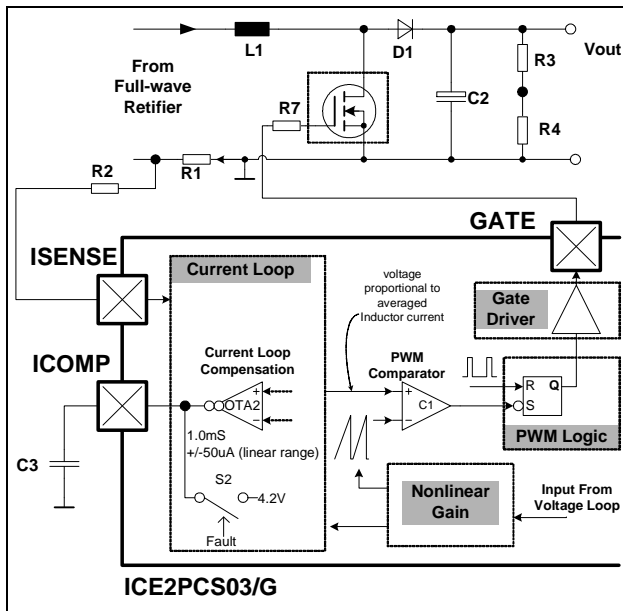 L1
D1
From
Full-wave
Retifier
R7
C2
R3
Vout
R4
R2
R1
GATE
ISENSE
Current Loop
voltage
proportional to
averaged
Inductor current
Gate
Driver
ICOMP
Current Loop
Compensation
PWM
Comparator
+
OTA2
−
+
C1
−
R Q
S
PWM Logic
C3
1.0mS
+/-50uA (linear range)
S2
4.2V
Fault
Nonlinear
Gain
Input From
Voltage Loop
ICE2PCS03/G